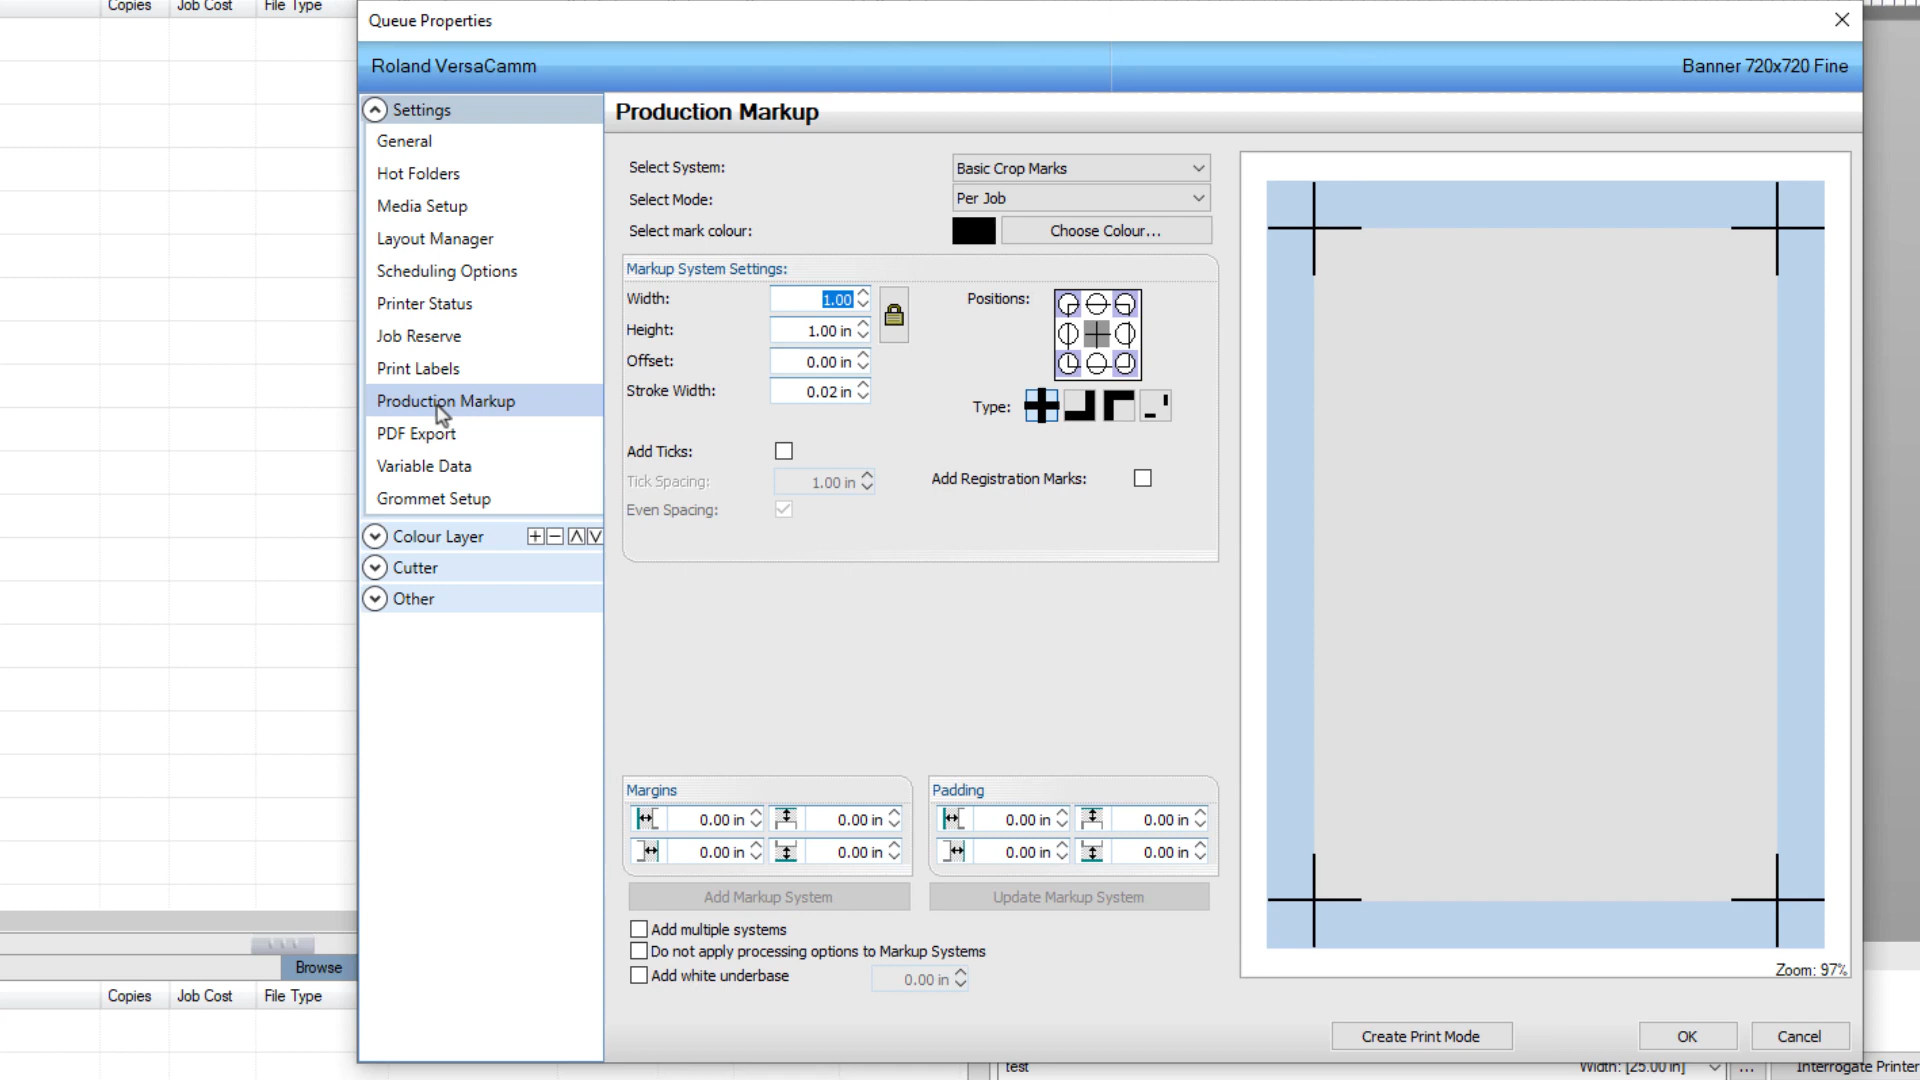 Copies Job Cost File Type
Queue Properties
Roland VersaCamm Banner 720x720 Fine
Settings
General
Hot Folders
Media Setup
Layout Manager
Scheduling Options
Printer Status
Job Reserve
Print Labels
Production Markup
PDF Export
Variable Data
Grommet Setup
Colour Layer
Cutter
Other
Production Markup
Select System: Basic Crop Marks
Select Mode: Per Job
Select mark colour: Choose Colour...
Markup System Settings:
Width: 1.00
Height: 1.00 in
Offset: 0.00 in
Stroke Width: 0.02 in
Positions:
Type:
Add Ticks:
Tick Spacing: 1.00 in
Even Spacing:
Add Registration Marks:
Margins
0.00 in 0.00 in
0.00 in 0.00 in
Padding
0.00 in 0.00 in
0.00 in 0.00 in
Add Markup System Update Markup System
Add multiple systems
Do not apply processing options to Markup Systems
Add white underbase 0.00 in
Zoom: 97%
Create Print Mode OK Cancel
Browse
Copies Job Cost File Type
test Width: [25.00 in] ... Interrogate Printer